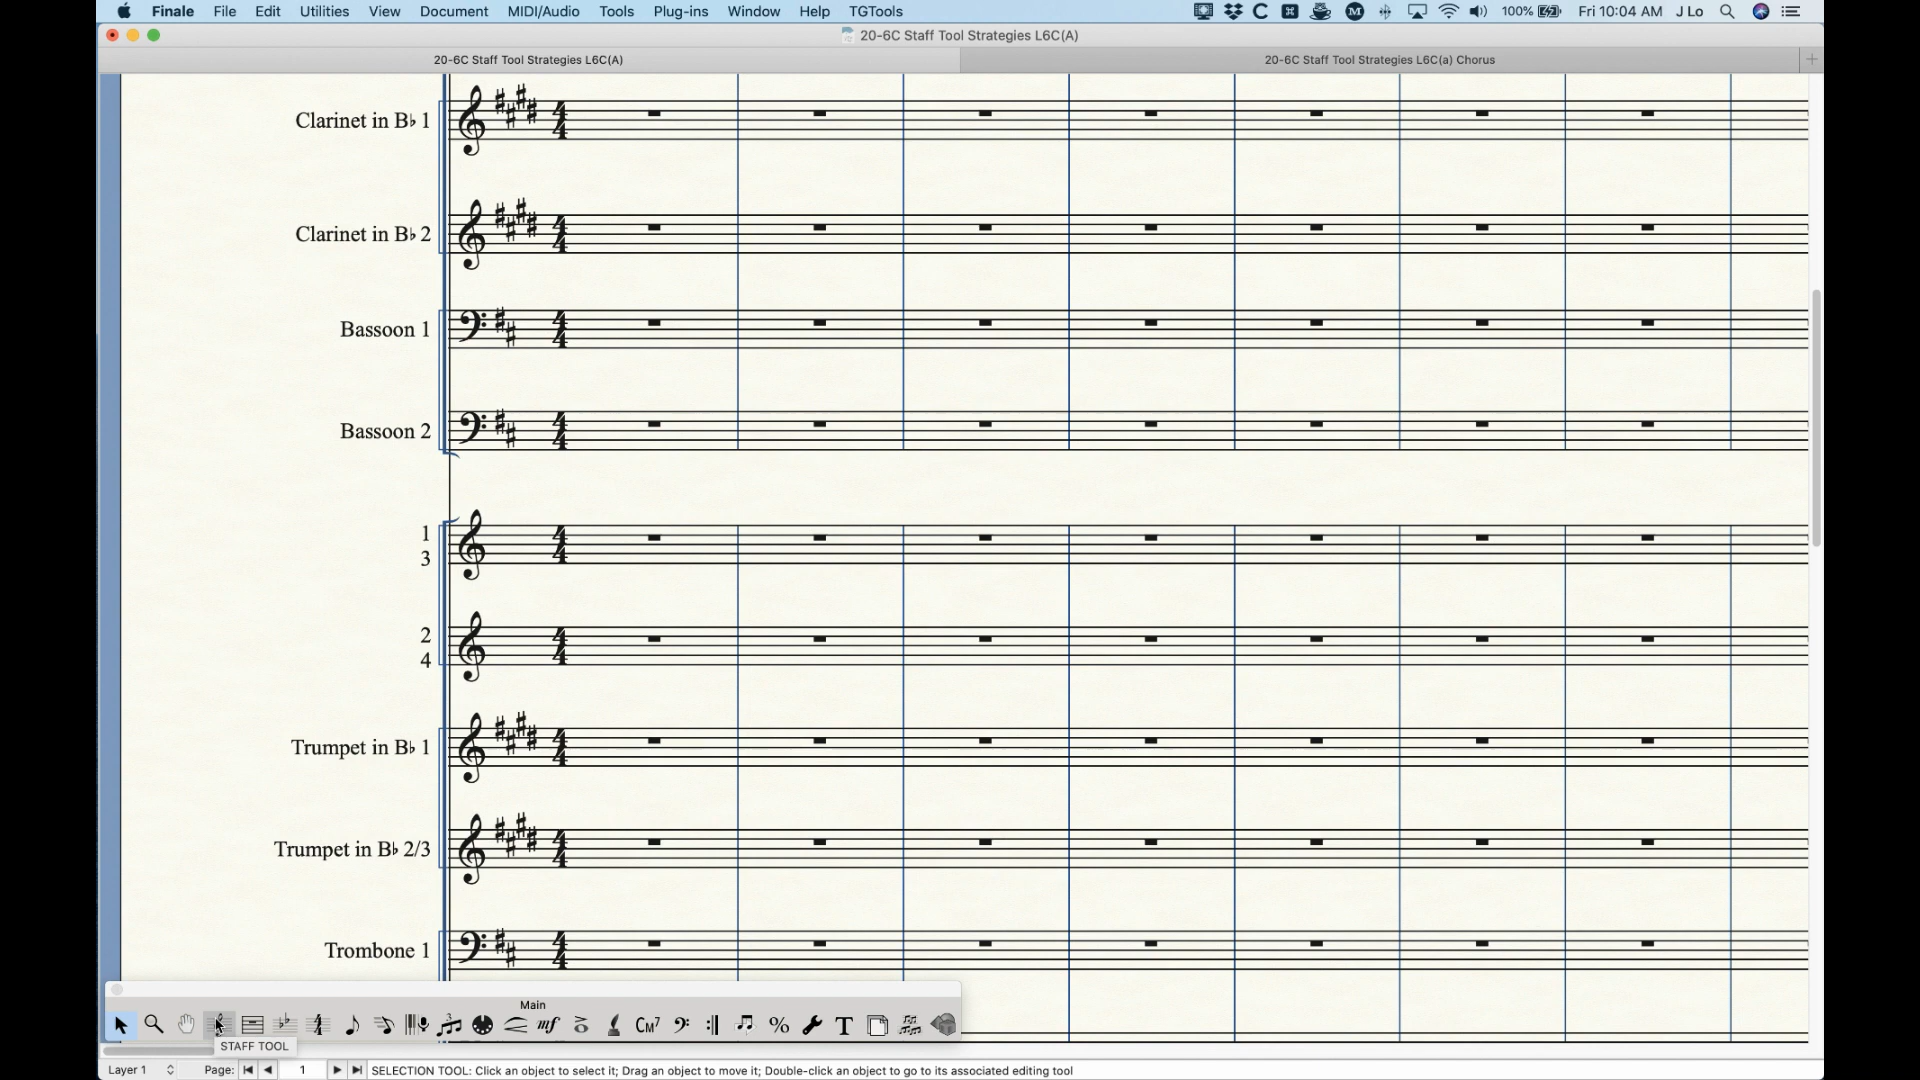 Finale File Edit Utilities View Document MIDI/Audio Tools Plug-ins Window Help TGTools 100% Fri 10:04 AM J Lo
20-6C Staff Tool Strategies L6C(A)
20-6C Staff Tool Strategies L6C(A) 20-6C Staff Tool Strategies L6C(a) Chorus
Clarinet in B♭ 1
Clarinet in B♭ 2
Bassoon 1
Bassoon 2
1
3
2
4
Trumpet in B♭ 1
Trumpet in B♭ 2/3
Trombone 1
Main
CM7
mf
STAFF TOOL
Layer 1 Page: 1 SELECTION TOOL: Click an object to select it; Drag an object to move it; Double-click an object to go to its associated editing tool